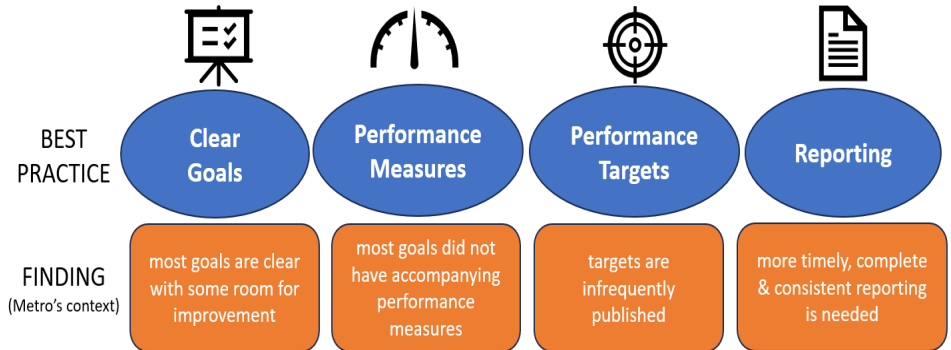 BEST
PRACTICE
Clear
Goals
Performance
Measures
Performance
Targets
Reporting
FINDING
(Metro's context)
most goals are clear
with some room for
improvement
most goals did not
have accompanying
performance
measures
targets are
infrequently
published
more timely, complete
& consistent reporting
is needed